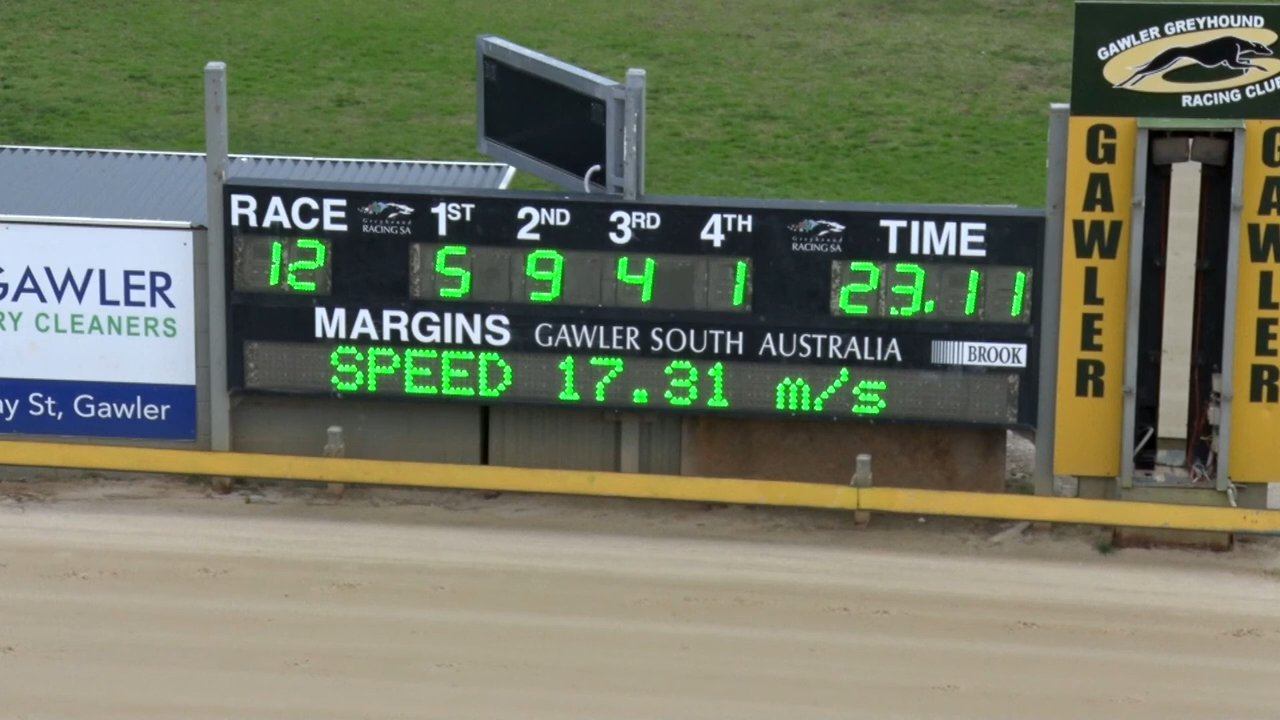 GAWLER GREYHOUND
RACING CLUB
RACE 1ST 2ND 3RD 4TH TIME
Greyhound
RACING SA
Greyhound
RACING SA
12 5 9 4 1 23.11
MARGINS GAWLER SOUTH AUSTRALIA BROOK
SPEED 17.31 m/s
GAWLER
RY CLEANERS
ay St, Gawler
GAWLER
GAWLER